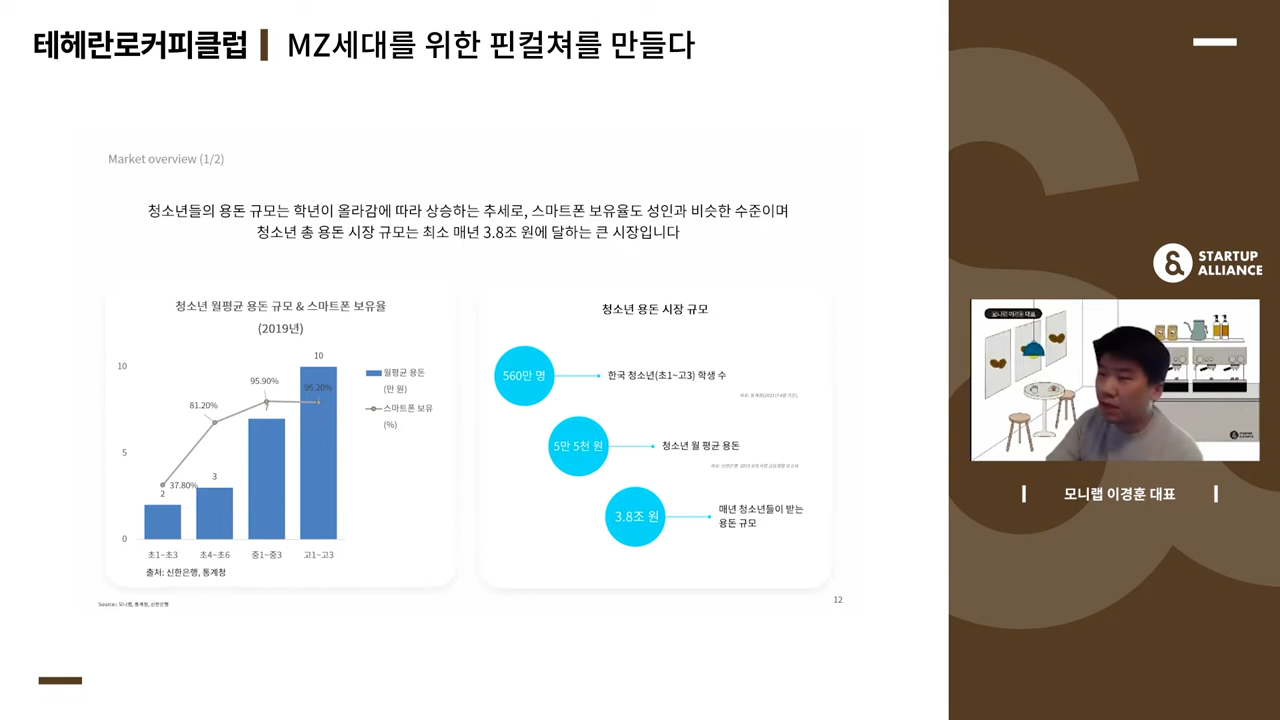 테헤란로커피클럽 MZ세대를 위한 핀컬쳐를 만들다
Market overview (1/2)
청소년들의 용돈 규모는 학년이 올라감에 따라 상승하는 추세로, 스마트폰 보유율도 성인과 비슷한 수준이며
청소년 총 용돈 시장 규모는 최소 매년 3.8조 원에 달하는 큰 시장입니다
청소년 월평균 용돈 규모 & 스마트폰 보유율
(2019년)
10
5
0
37.80%
81.20%
95.90%
95.20%
2
3
7
10
월평균 용돈
(만 원)
스마트폰 보유
(%)
초1~초3
초4~초6
중1~중3
고1~고3
출처: 신한은행, 통계청
청소년 용돈 시장 규모
560만 명
한국 청소년(초1~고3) 학생 수
5만 5천 원
청소년 월 평균 용돈
3.8조 원
매년 청소년들이 받는
용돈 규모
Source: 모니랩, 통계청, 신한은행
12
STARTUP
ALLIANCE
모니랩 이경훈 대표
STARTUP
ALLIANCE
모니랩 이경훈 대표